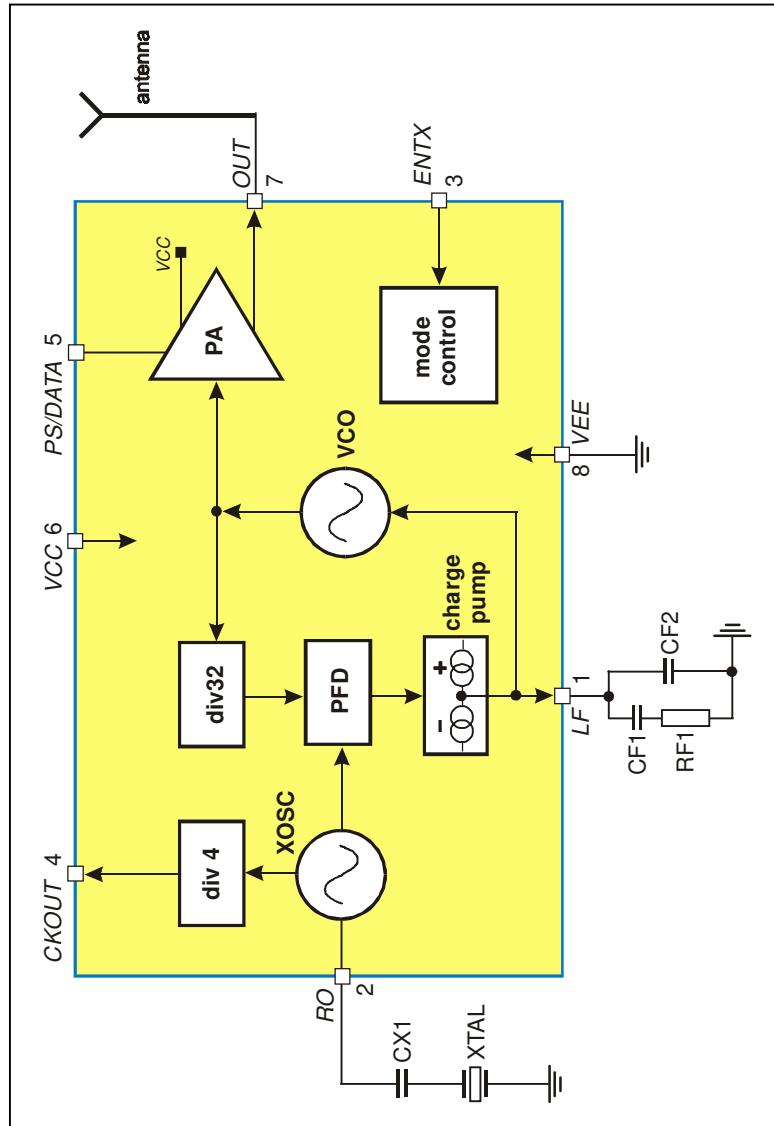 antenna
OUT
7
ENTX
3
VCC
PS/DATA 5
PA
mode
control
VCO
VEE
8
VCC 6
charge
pump
div32
PFD
+
−
LF 1
CF2
CF1
RF1
CKOUT 4
div 4
XOSC
RO
2
CX1
XTAL